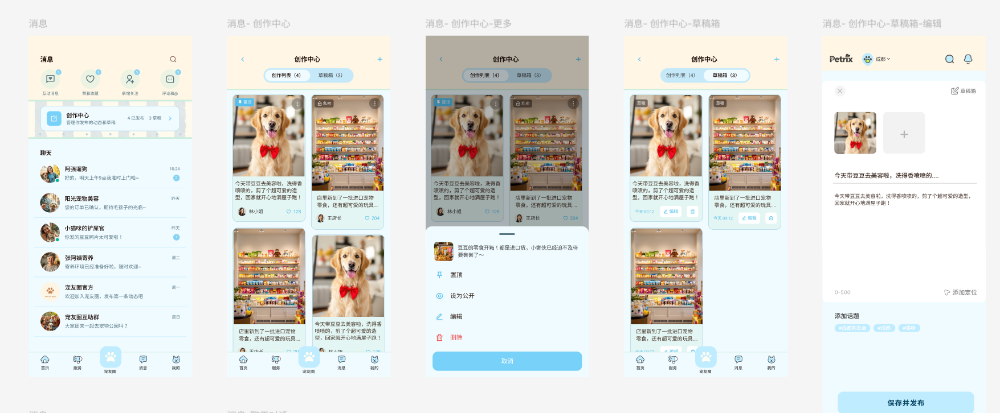 消息
消息
互动消息
5
赞和收藏
5
新增关注
5
评论和@
5
创作中心
管理你发布的动态和草稿
4 已发布 · 3 草稿
聊天
阿强遛狗
10:24
好的，明天上午9点我准时上门哈~
2
阳光宠物美容
昨天
您的订单已确认，期待毛孩子的光临~
小猫咪的铲屎官
昨天
你发的豆豆照片太可爱啦！
1
张阿姨寄养
周二
寄养环境已经准备好啦，随时欢迎~
宠友圈官方
周一
欢迎加入宠友圈，发布第一条动态吧
宠友圈互助群
周日
大家周末一起去宠物公园吗？
首页
服务
宠友圈
消息
我的
消息- 创作中心
创作中心
创作列表（4）
草稿箱（3）
置顶
今天带豆豆去美容啦，洗得香
喷喷的，剪了个超可爱的造
型，回家就开心地满屋子跑！
林小姐
128
私密
店里新到了一批进口宠物
零食，还有超可爱的玩具...
王店长
204
店里新到了一批进口宠物
零食，还有超可爱的玩具...
王店长
今天带豆豆去美容啦，洗得香
喷喷的，剪了个超可爱的造
型，回家就开心地满屋子跑！
林小姐
128
首页
服务
宠友圈
消息
我的
消息- 创作中心-更多
创作中心
创作列表（4）
草稿箱（3）
置顶
今天带豆豆去美容啦，洗得香
喷喷的，剪了个超可爱的造
型，回家就开心地满屋子跑！
林小姐
128
私密
店里新到了一批进口宠物
零食，还有超可爱的玩具...
王店长
204
豆豆的零食开箱！都是进口货，小家伙已经迫不及待
要尝尝了～
置顶
设为公开
编辑
删除
取消
消息- 创作中心-草稿箱
创作中心
创作列表（4）
草稿箱（3）
草稿
今天带豆豆去美容啦，洗得香
喷喷的，剪了个超可爱的造
型，回家就开心地满屋子跑！
今天 09:12
编辑
草稿
店里新到了一批进口宠物
零食，还有超可爱的玩具...
今天 09:12
编辑
店里新到了一批进口宠物
零食，还有超可爱的玩具...
今天 09:12
编辑
首页
服务
宠友圈
消息
我的
消息- 创作中心-草稿箱-编辑
Petrix
成都
草稿箱
今天带豆豆去美容啦，洗得香喷喷的....
今天带豆豆去美容啦，洗得香喷喷的，剪了个超可爱的造型，
回家就开心地满屋子跑！
0-500
添加定位
添加话题
#成都狗友会
#成都
#猫咪
保存并发布